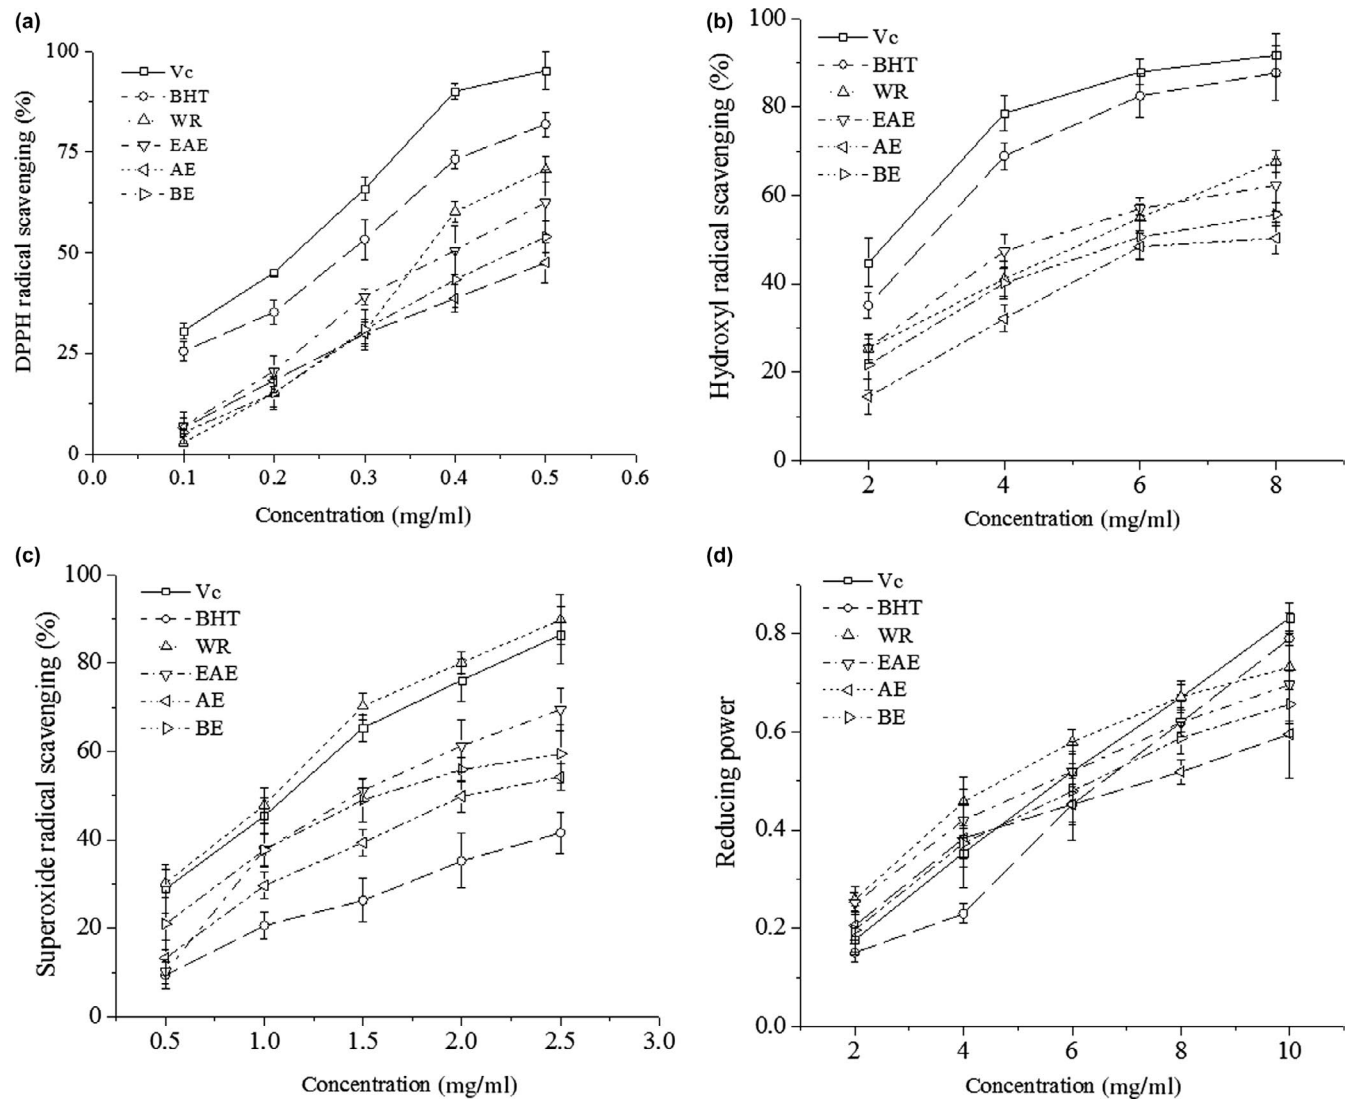 (a)
DPPH radical scavenging (%)
100
75
50
25
0
Vc
BHT
WR
EAE
AE
BE
0.0 0.1 0.2 0.3 0.4 0.5 0.6
Concentration (mg/ml)
(b)
Hydroxyl radical scavenging (%)
100
80
60
40
20
0
Vc
BHT
WR
EAE
AE
BE
2 4 6 8
Concentration (mg/ml)
(c)
Superoxide radical scavenging (%)
100
80
60
40
20
0
Vc
BHT
WR
EAE
AE
BE
0.5 1.0 1.5 2.0 2.5 3.0
Concentration (mg/ml)
(d)
Reducing power
0.8
0.6
0.4
0.2
0.0
Vc
BHT
WR
EAE
AE
BE
2 4 6 8 10
Concentration (mg/ml)